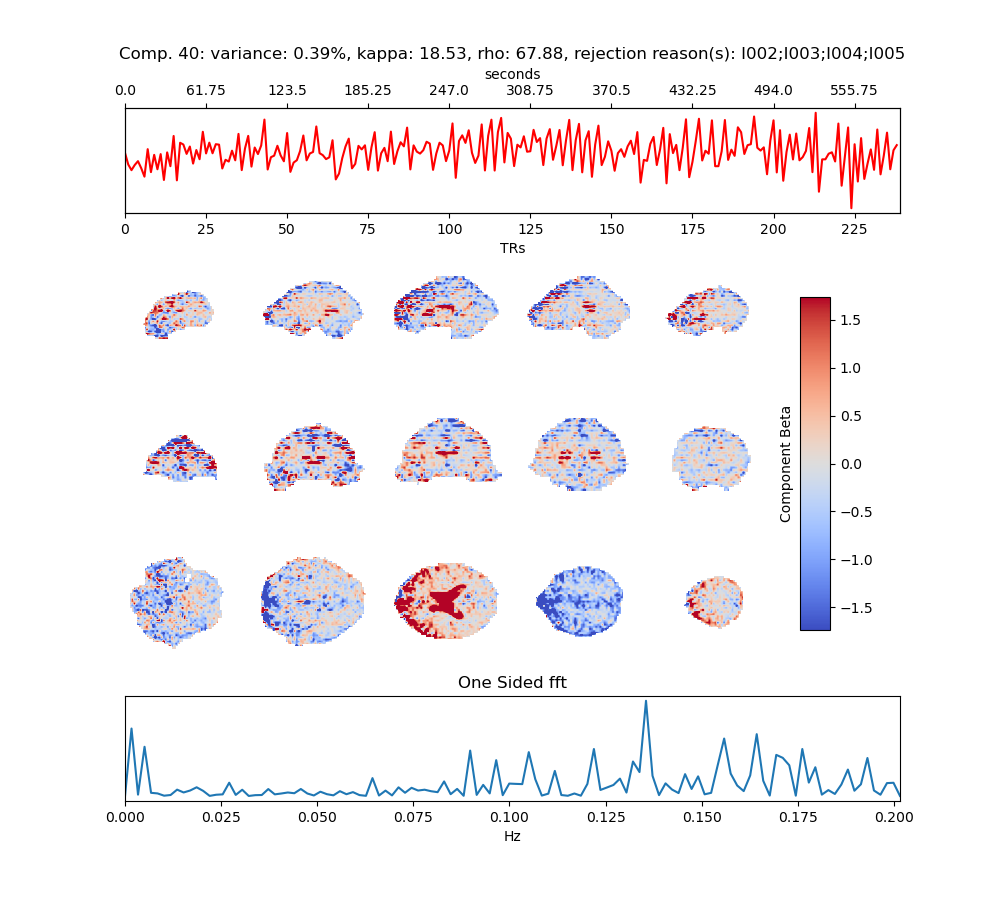 Comp. 40: variance: 0.39%, kappa: 18.53, rho: 67.88, rejection reason(s): I002;I003;I004;I005
seconds
0.0 61.75 123.5 185.25 247.0 308.75 370.5 432.25 494.0 555.75
0 25 50 75 100 125 150 175 200 225
TRs
1.5
1.0
0.5
0.0
−0.5
−1.0
−1.5
Component Beta
One Sided fft
0.000 0.025 0.050 0.075 0.100 0.125 0.150 0.175 0.200
Hz